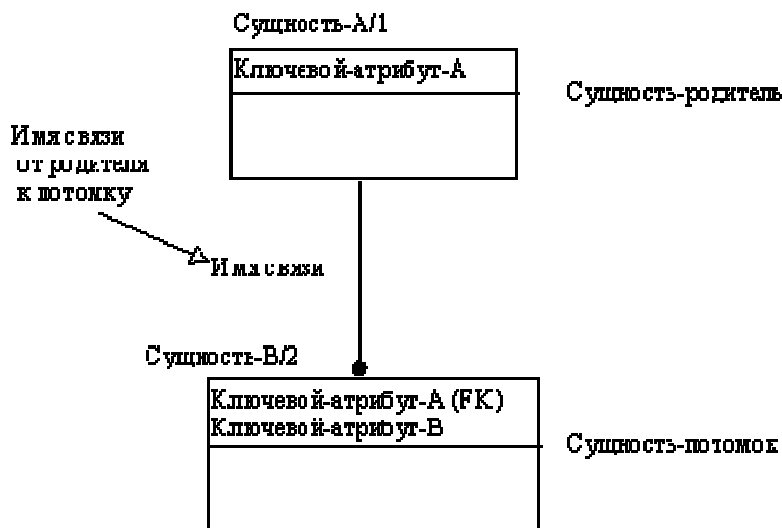 Сущность-А/1
Ключевой-атрибут-А
Сущность-родитель
Имя связи
от родителя
к потомку
Имя связи
Сущность-В/2
Ключевой-атрибут-А (FK)
Ключевой-атрибут-В
Сущность-потомок